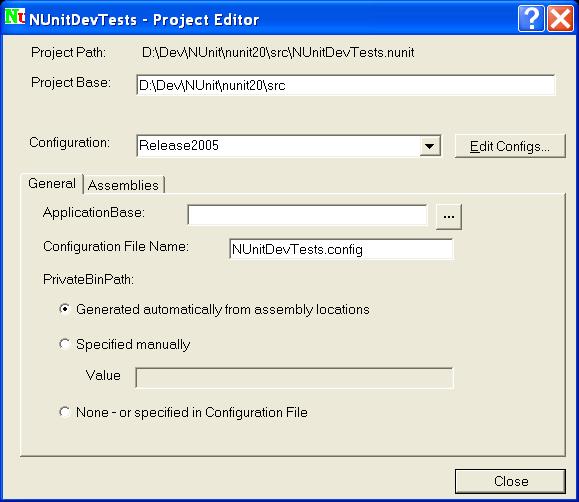 Nu NUnitDevTests - Project Editor ?
Project Path: D:\Dev\NUnit\nunit20\src\NUnitDevTests.nunit
Project Base: D:\Dev\NUnit\nunit20\src
Configuration: Release2005 Edit Configs...
General Assemblies
ApplicationBase: ...
Configuration File Name: NUnitDevTests.config
PrivateBinPath:
Generated automatically from assembly locations
Specified manually
Value
None - or specified in Configuration File
Close